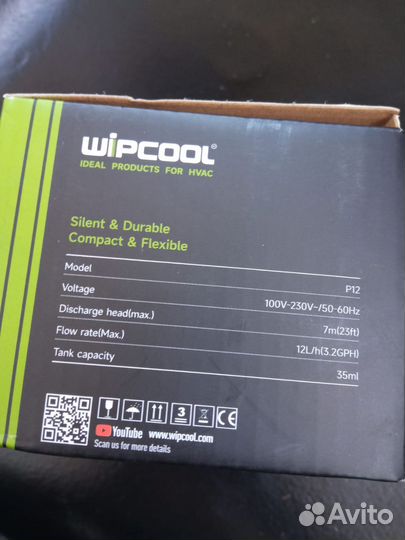 WIPCOOL®
IDEAL PRODUCTS FOR HVAC
Silent & Durable
Compact & Flexible
Model P12
Voltage 100V-230V~/50-60Hz
Discharge head(max.) 7m(23ft)
Flow rate(Max.) 12L/h(3.2GPH)
Tank capacity 35ml
3 CE
YouTube www.wipcool.com
Scan us for more details.
Avito